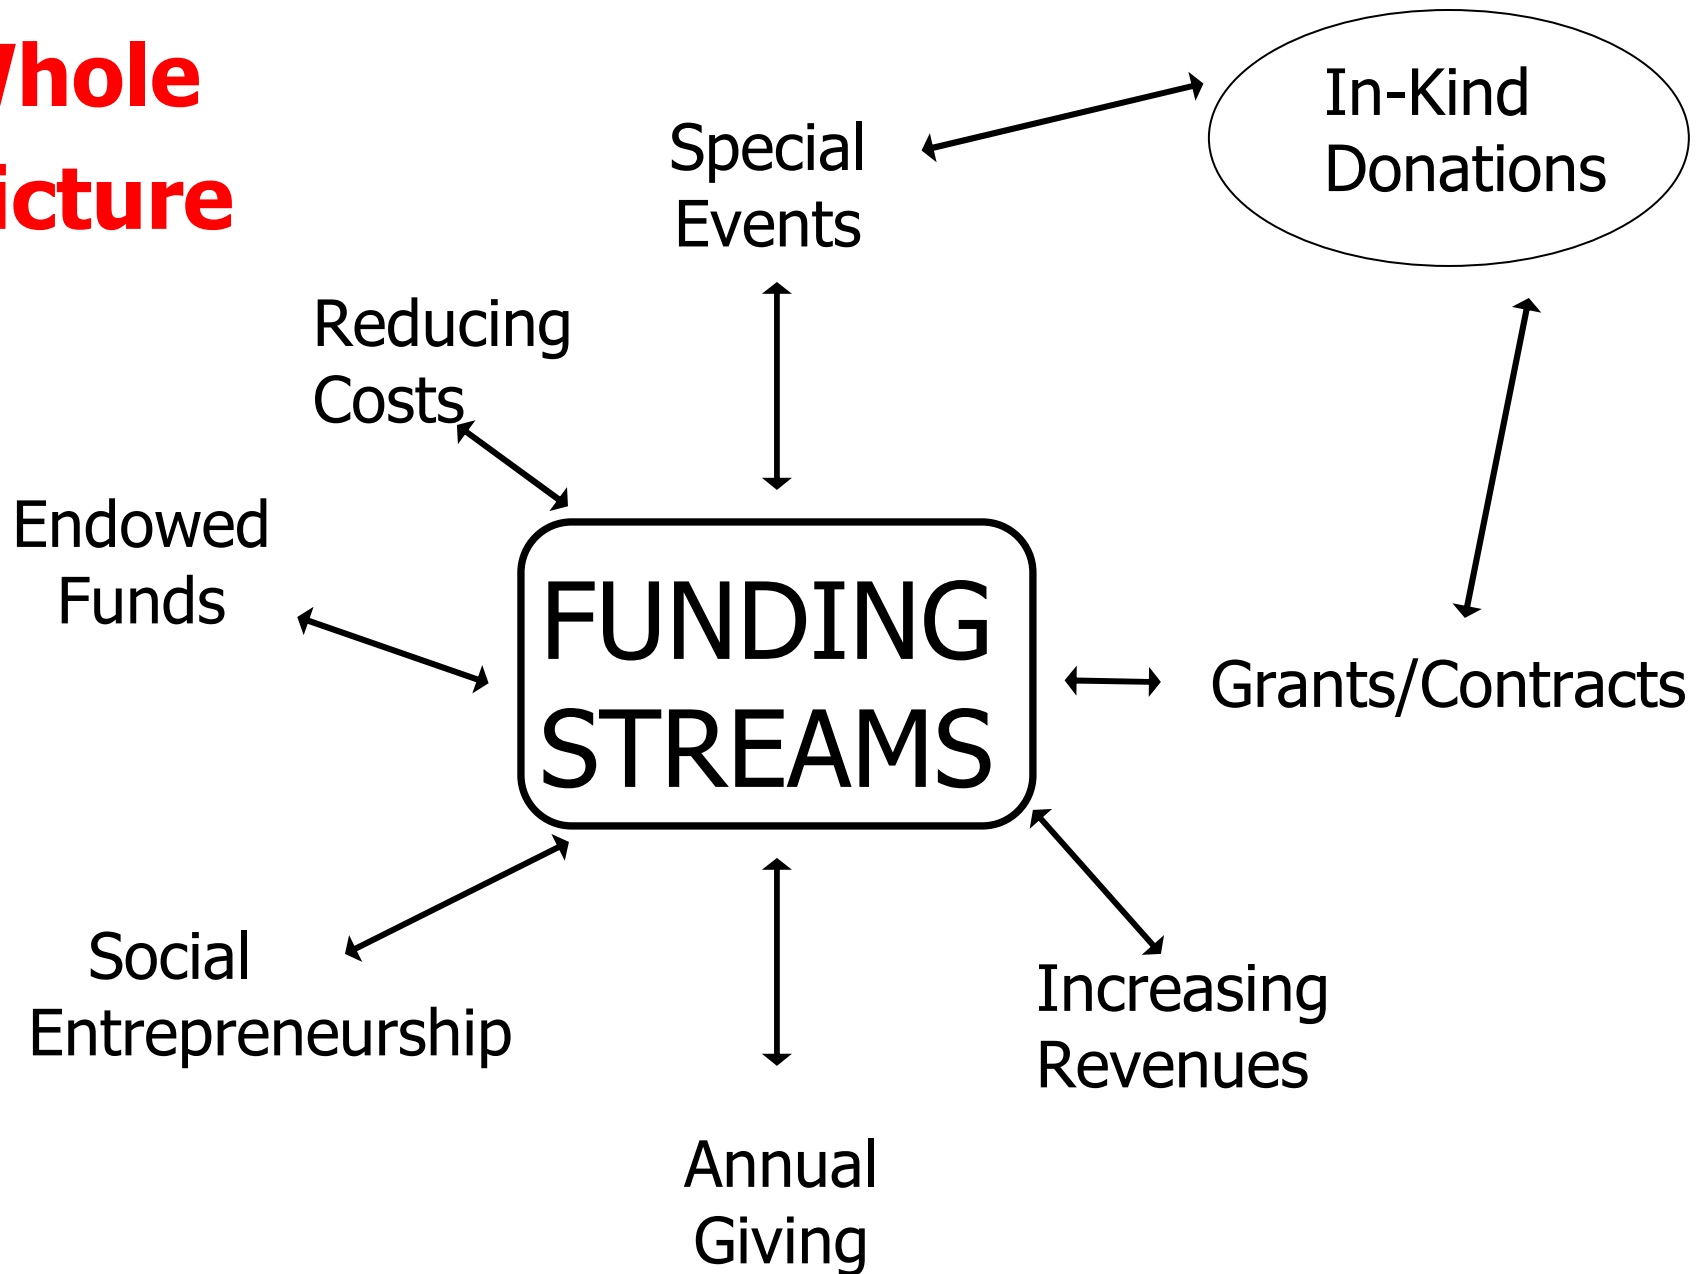 Whole
icture
In-Kind
Donations
Special
Events
Reducing
Costs
Endowed
Funds
FUNDING
STREAMS
Grants/Contracts
Social
Entrepreneurship
Increasing
Revenues
Annual
Giving